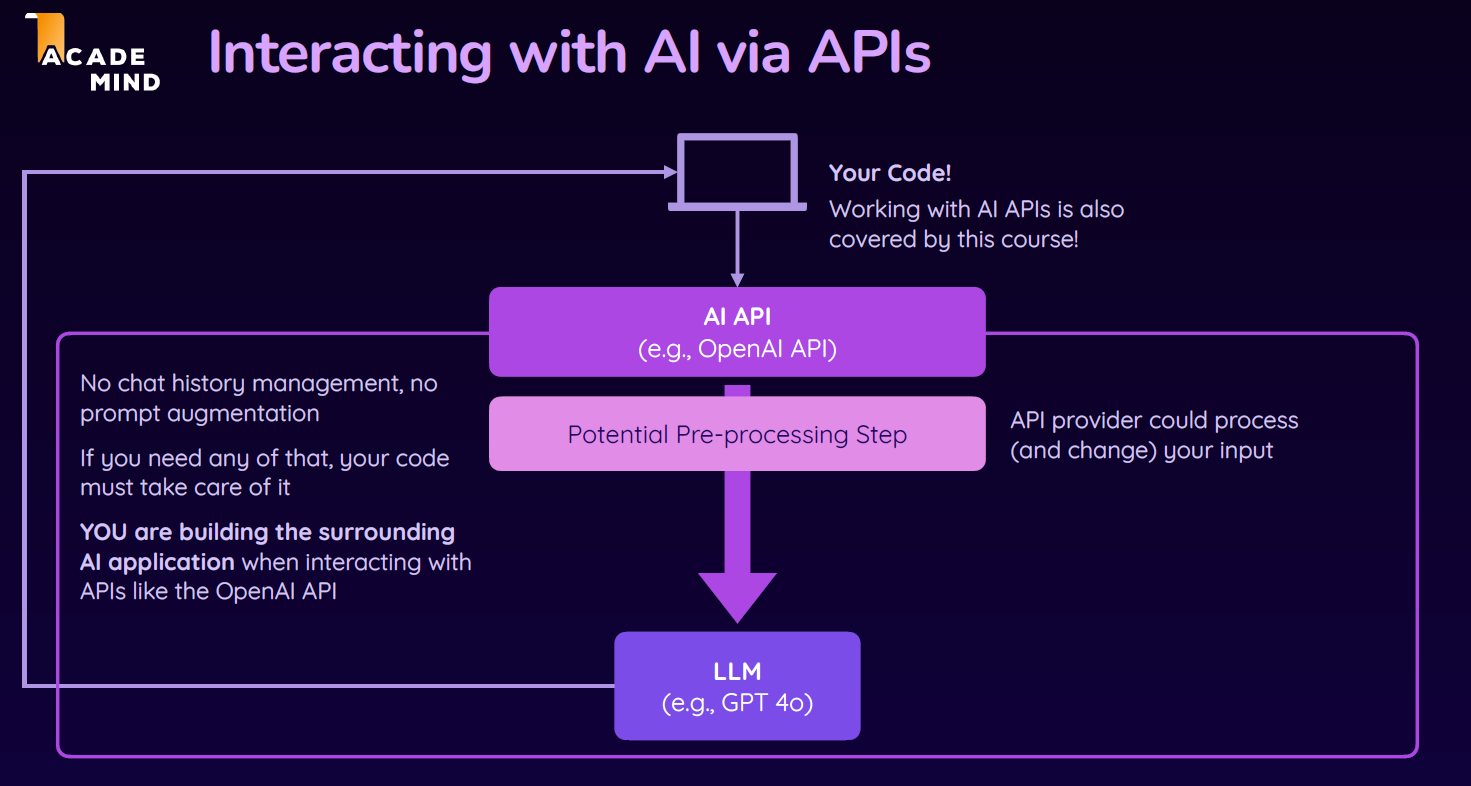 ACADE
MIND
Interacting with AI via APIs
Your Code!
Working with AI APIs is also
covered by this course!
AI API
(e.g., OpenAI API)
No chat history management, no
prompt augmentation
If you need any of that, your code
must take care of it
YOU are building the surrounding
AI application when interacting with
APIs like the OpenAI API
Potential Pre-processing Step
API provider could process
(and change) your input
LLM
(e.g., GPT 4o)